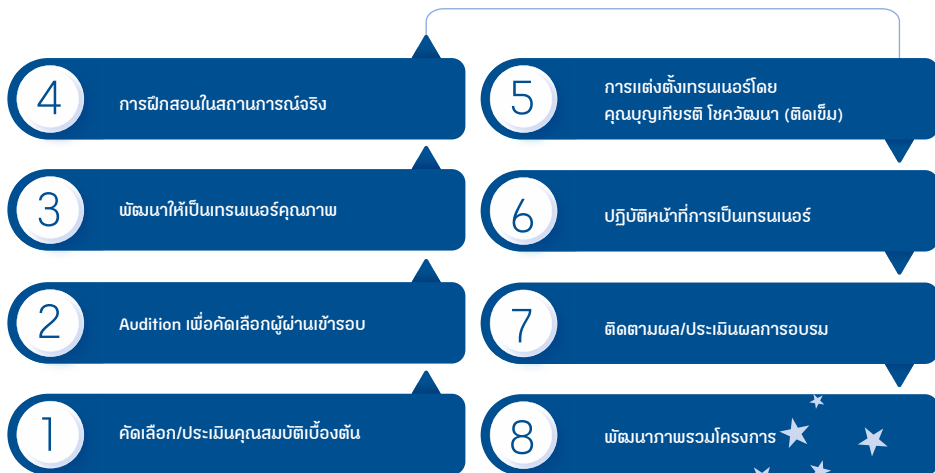 4
การฝึกสอนในสถานการณ์จริง
3
พัฒนาให้เป็นเทรนเนอร์คุณภาพ
2
Audition เพื่อคัดเลือกผู้ผ่านเข้ารอบ
1
คัดเลือก/ประเมินคุณสมบัติเบื้องต้น
5
การแต่งตั้งเทรนเนอร์โดย
คุณบุญเกียรติ โชควัฒนา (ติดเข็ม)
6
ปฏิบัติหน้าที่การเป็นเทรนเนอร์
7
ติดตามผล/ประเมินผลการอบรม
8
พัฒนาภาพรวมโครงการ